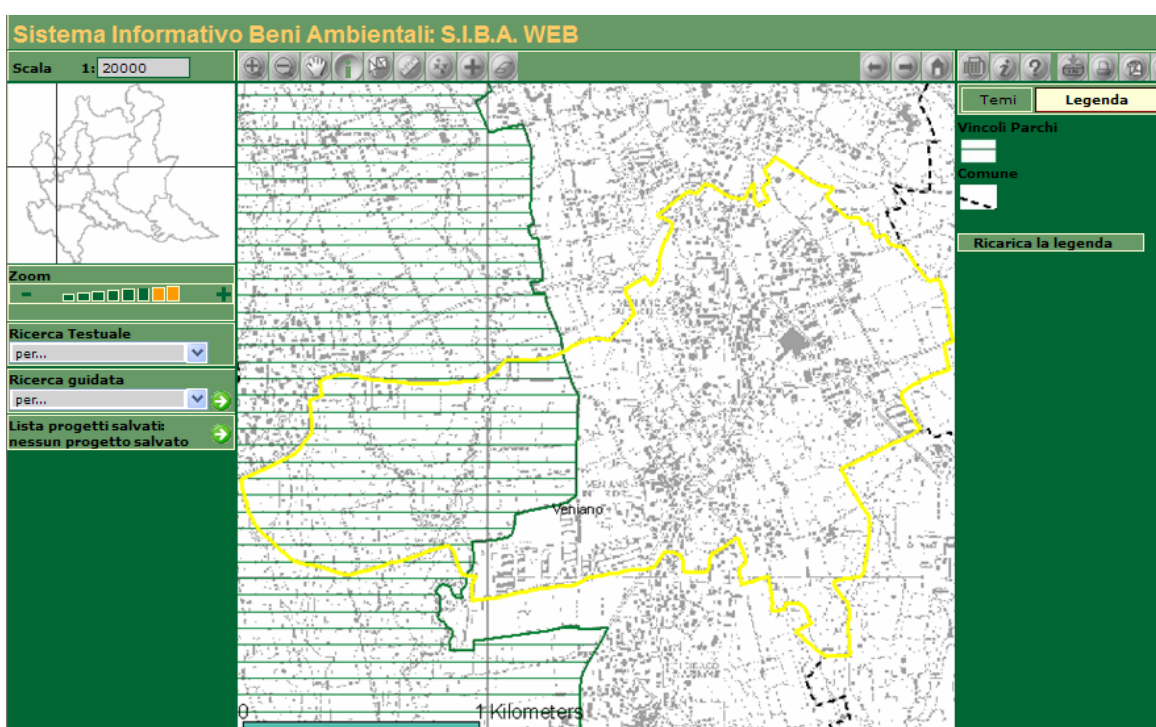 Sistema Informativo Beni Ambientali: S.I.B.A. WEB
Scala 1: 20000
Temi Legenda
Vincoli Parchi
Comune
Ricarica la legenda
Zoom
Ricerca Testuale
per...
Ricerca guidata
per...
Lista progetti salvati:
nessun progetto salvato
VENIANO
Veniano
0 1 Kilometers